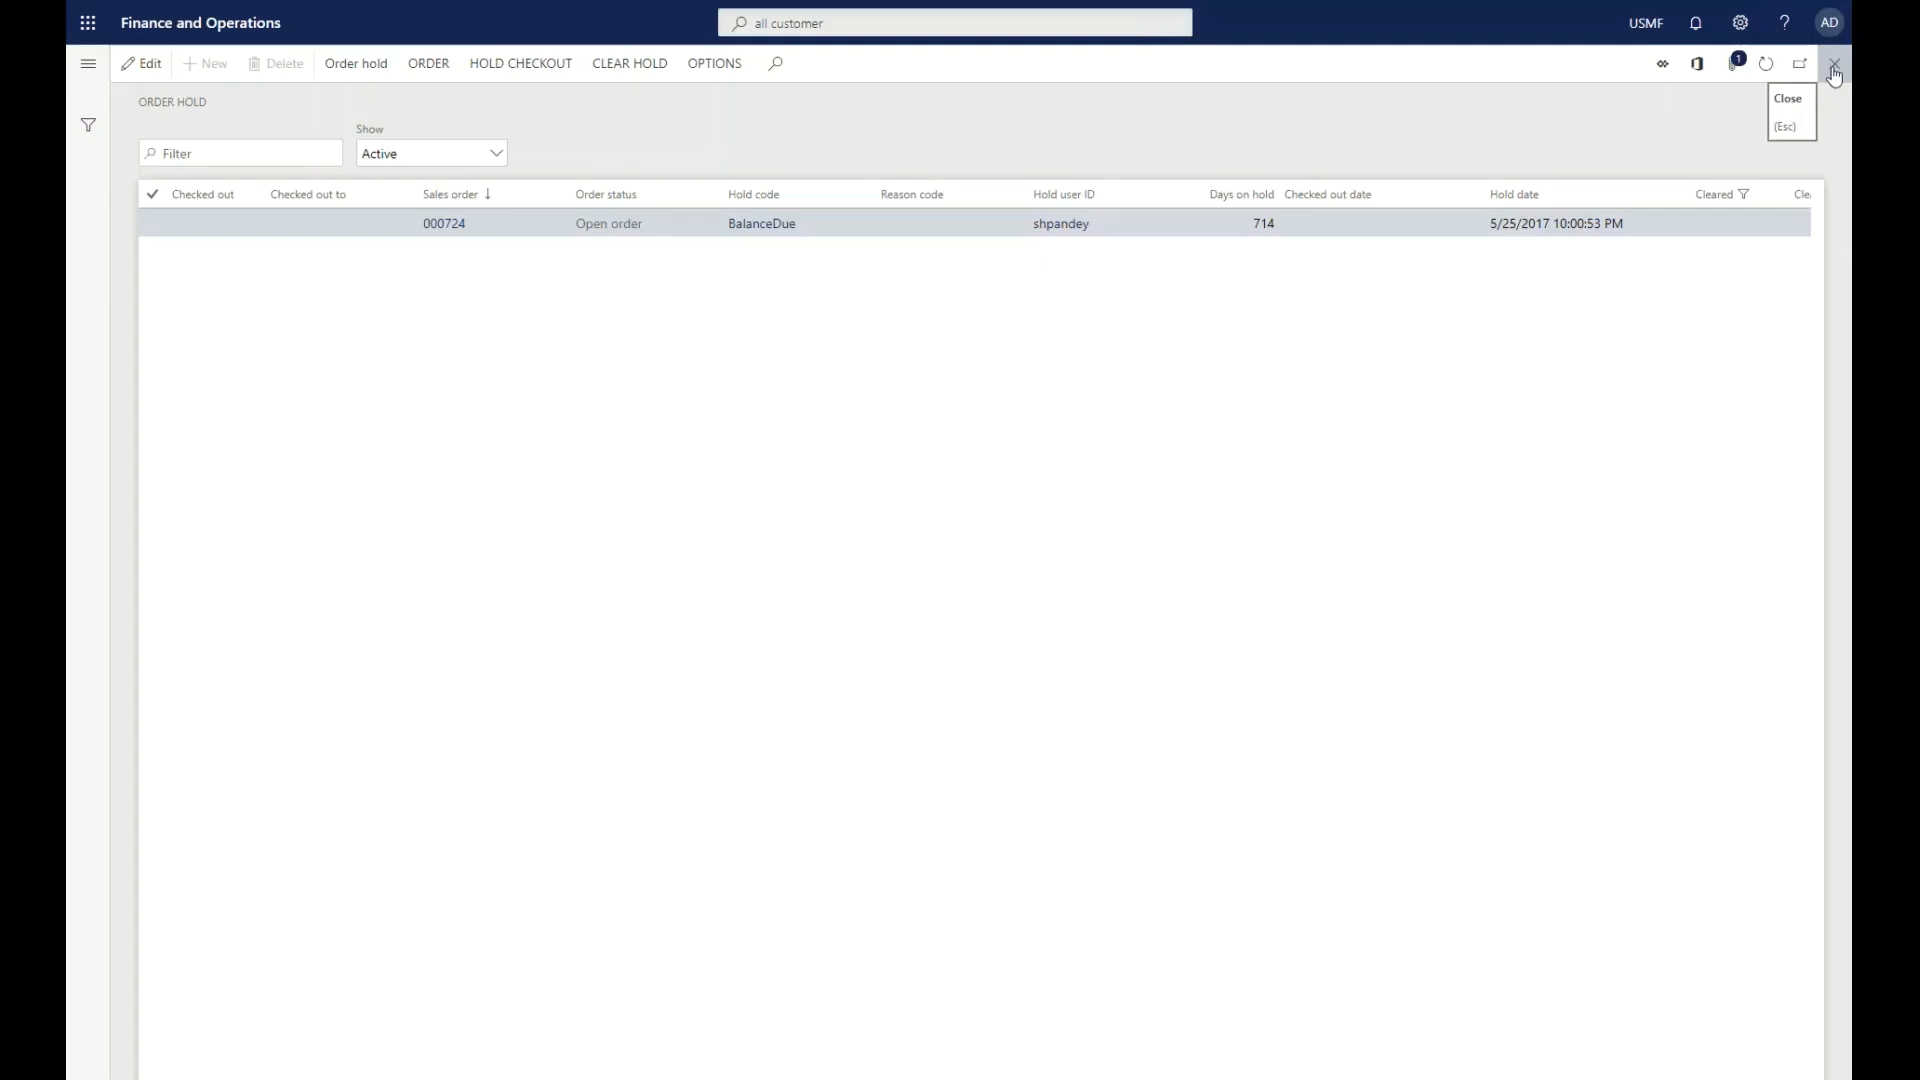 Finance and Operations
all customer
USMF
?
AD
Edit
New
Delete
Order hold
ORDER
HOLD CHECKOUT
CLEAR HOLD
OPTIONS
1
Close
(Esc)
ORDER HOLD
Show
Filter
Active
Checked out
Checked out to
Sales order
Order status
Hold code
Reason code
Hold user ID
Days on hold
Checked out date
Hold date
Cleared
Cle
000724
Open order
BalanceDue
shpandey
714
5/25/2017 10:00:53 PM